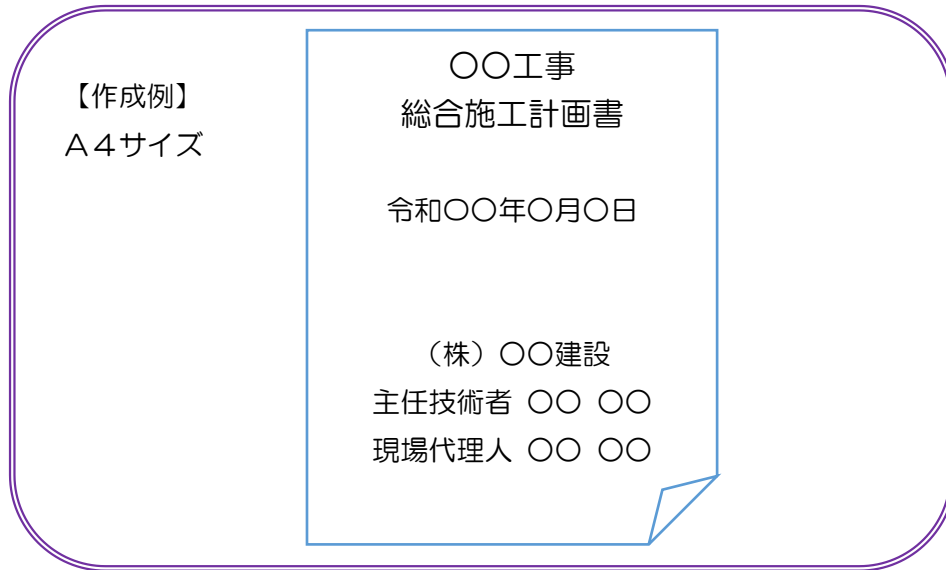 【作成例】
A4サイズ
〇〇工事
総合施工計画書
令和〇〇年〇月〇日
(株)〇〇建設
主任技術者 〇〇 〇〇
現場代理人 〇〇 〇〇